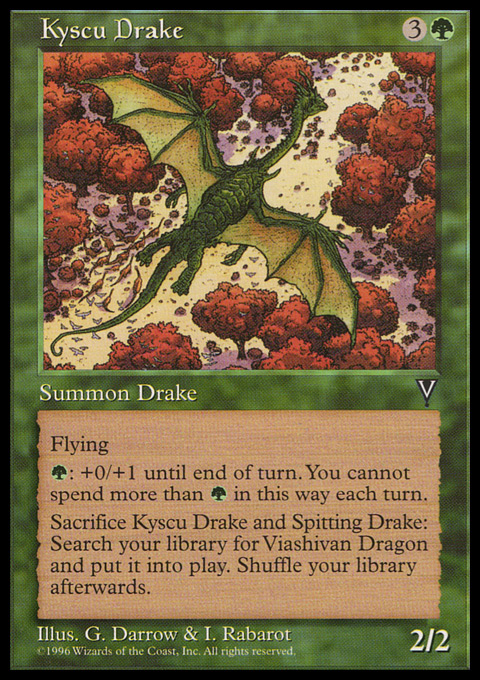 Kyscu Drake 3
Summon Drake V
Flying
: +0/+1 until end of turn. You cannot
spend more than in this way each turn.
Sacrifice Kyscu Drake and Spitting Drake:
Search your library for Viashivan Dragon
and put it into play. Shuffle your library
afterwards.
Illus. G. Darrow & I. Rabarot
©1996 Wizards of the Coast, Inc. All rights reserved.
2/2